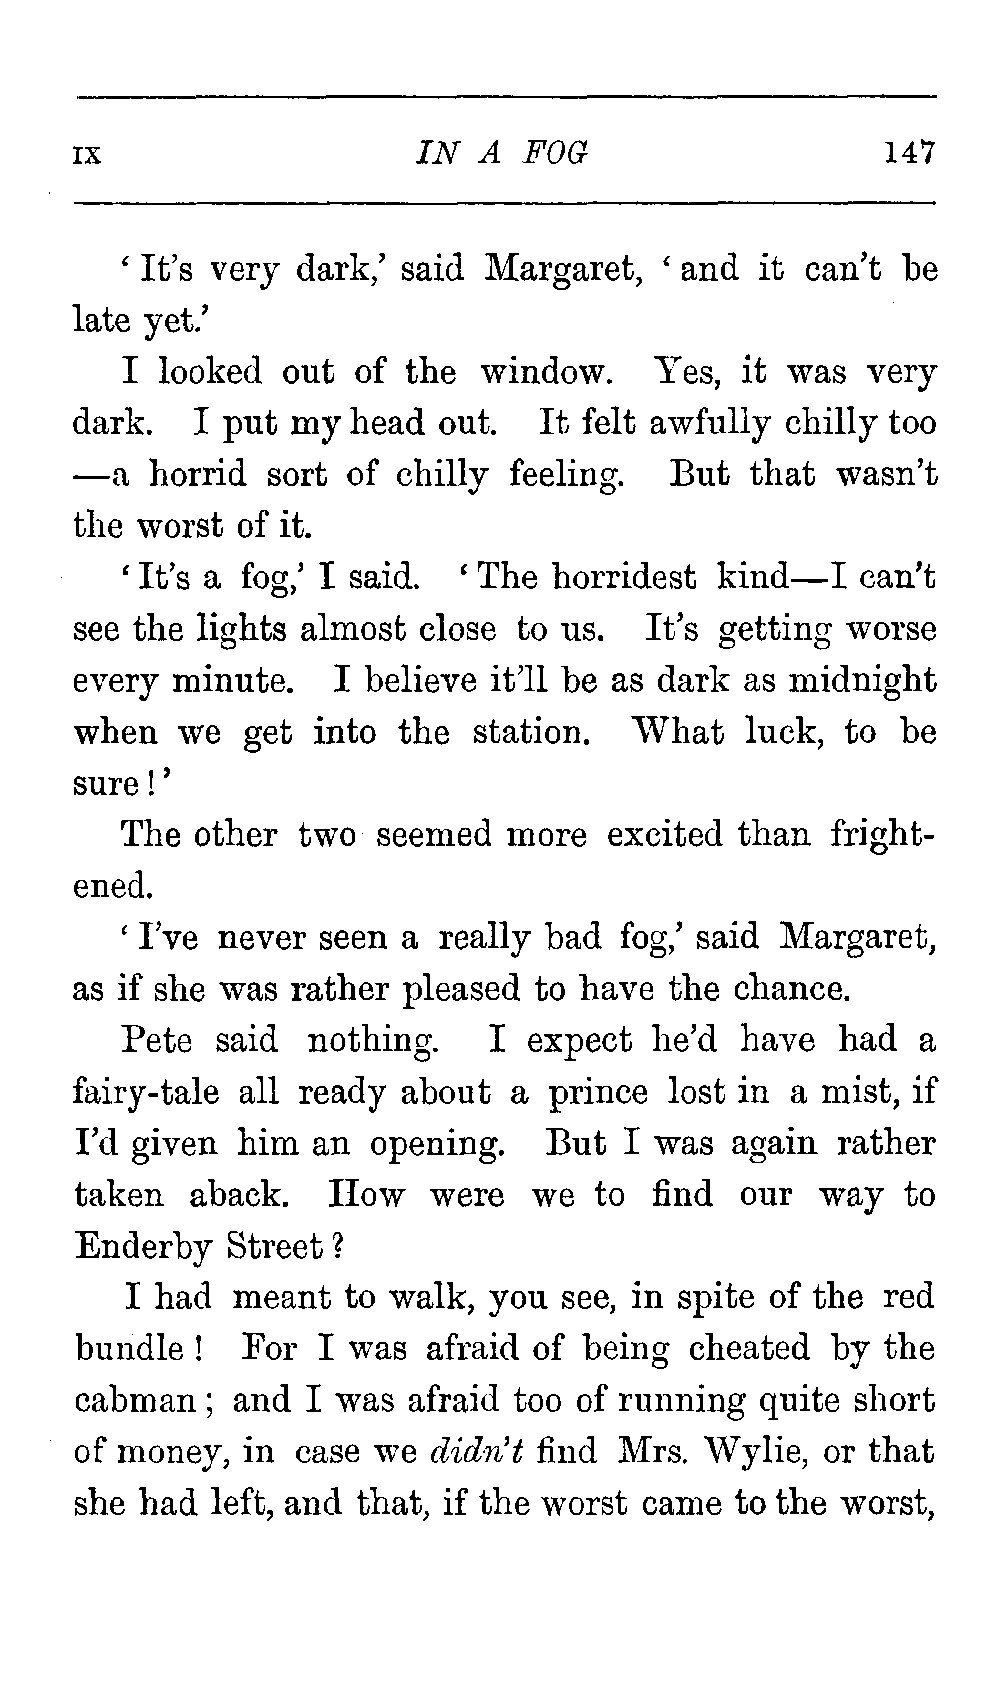 IX IN A FOG 147
‘ It’s very dark,’ said Margaret, ‘ and it can’t be
late yet.’
I looked out of the window. Yes, it was very
dark. I put my head out. It felt awfully chilly too
—a horrid sort of chilly feeling. But that wasn’t
the worst of it.
‘ It’s a fog,’ I said. ‘ The horridest kind—I can’t
see the lights almost close to us. It’s getting worse
every minute. I believe it’ll be as dark as midnight
when we get into the station. What luck, to be
sure ! ’
The other two seemed more excited than fright-
ened.
‘ I’ve never seen a really bad fog,’ said Margaret,
as if she was rather pleased to have the chance.
Pete said nothing. I expect he’d have had a
fairy-tale all ready about a prince lost in a mist, if
I’d given him an opening. But I was again rather
taken aback. How were we to find our way to
Enderby Street ?
I had meant to walk, you see, in spite of the red
bundle ! For I was afraid of being cheated by the
cabman ; and I was afraid too of running quite short
of money, in case we didn’t find Mrs. Wylie, or that
she had left, and that, if the worst came to the worst,